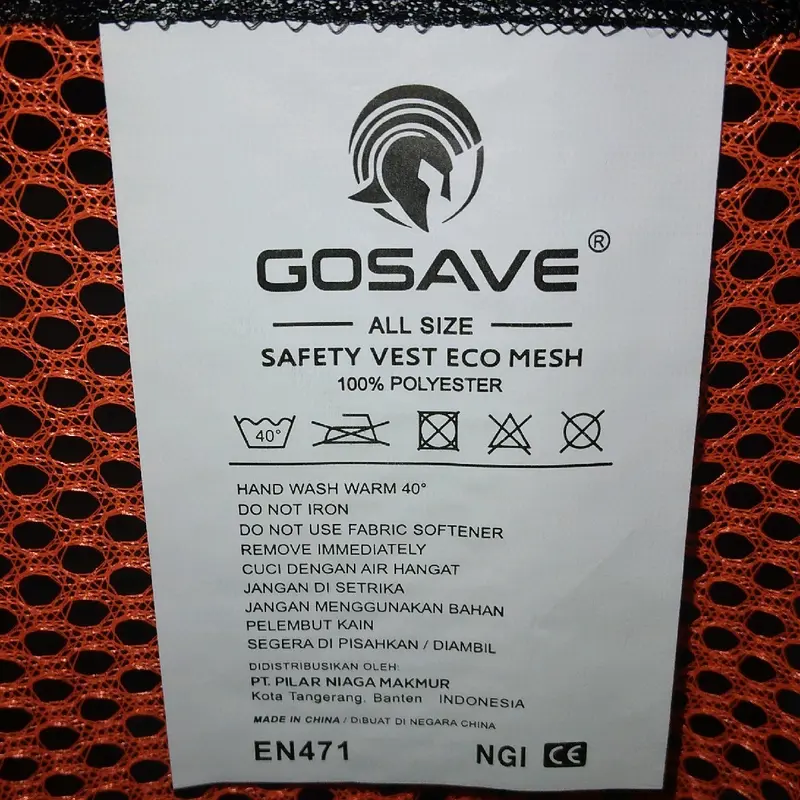 GOSAVE®
ALL SIZE
SAFETY VEST ECO MESH
100% POLYESTER
40°
HAND WASH WARM 40°
DO NOT IRON
DO NOT USE FABRIC SOFTENER
REMOVE IMMEDIATELY
CUCI DENGAN AIR HANGAT
JANGAN DI SETRIKA
JANGAN MENGGUNAKAN BAHAN
PELEMBUT KAIN
SEGERA DI PISAHKAN / DIAMBIL
DIDISTRIBUSIKAN OLEH:
PT. PILAR NIAGA MAKMUR
Kota Tangerang. Banten INDONESIA
MADE IN CHINA / DIBUAT DI NEGARA CHINA
EN471 NGI CE